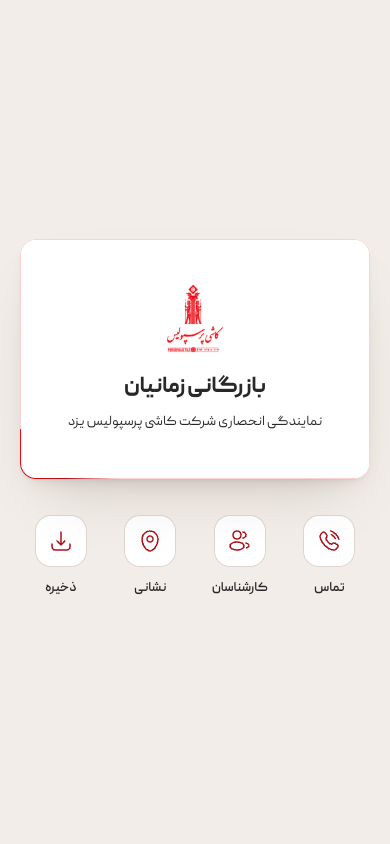 کاشی پرسپولیس
بازرگانی زمانیان
نمایندگی انحصاری شرکت کاشی پرسپولیس یزد
تماس
کارشناسان
نشانی
ذخیره